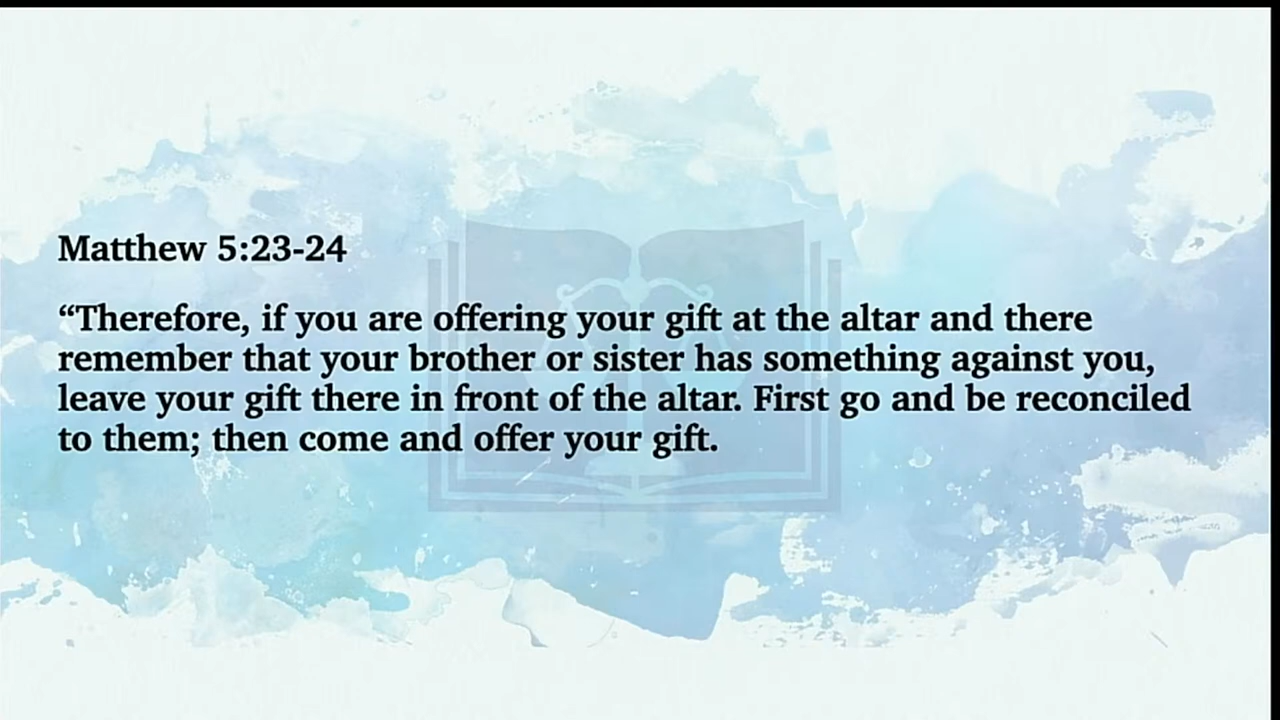 Matthew 5:23-24
“Therefore, if you are offering your gift at the altar and there
remember that your brother or sister has something against you,
leave your gift there in front of the altar. First go and be reconciled
to them; then come and offer your gift.